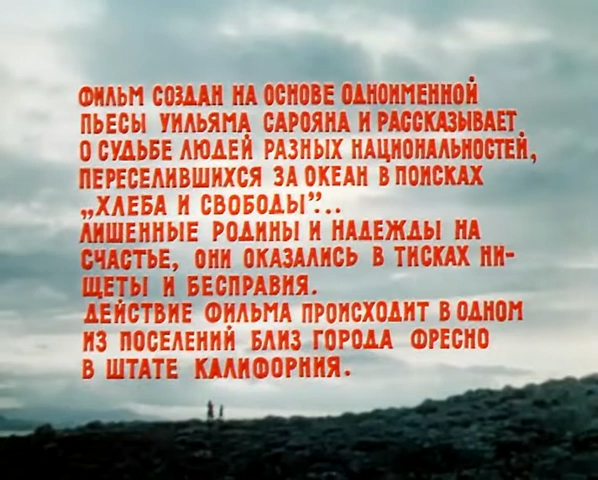 ФИЛЬМ СОЗДАН НА ОСНОВЕ ОДНОИМЕННОЙ
ПЬЕСЫ УИЛЬЯМА САРОЯНА И РАССКАЗЫВАЕТ
О СУДЬБЕ ЛЮДЕЙ РАЗНЫХ НАЦИОНАЛЬНОСТЕЙ,
ПЕРЕСЕЛИВШИХСЯ ЗА ОКЕАН В ПОИСКАХ
„ХЛЕБА И СВОБОДЫ”...
ЛИШЕННЫЕ РОДИНЫ И НАДЕЖДЫ НА
СЧАСТЬЕ, ОНИ ОКАЗАЛИСЬ В ТИСКАХ НИ-
ЩЕТЫ И БЕСПРАВИЯ.
ДЕЙСТВИЕ ФИЛЬМА ПРОИСХОДИТ В ОДНОМ
ИЗ ПОСЕЛЕНИЙ БЛИЗ ГОРОДА ФРЕСНО
В ШТАТЕ КАЛИФОРНИЯ.